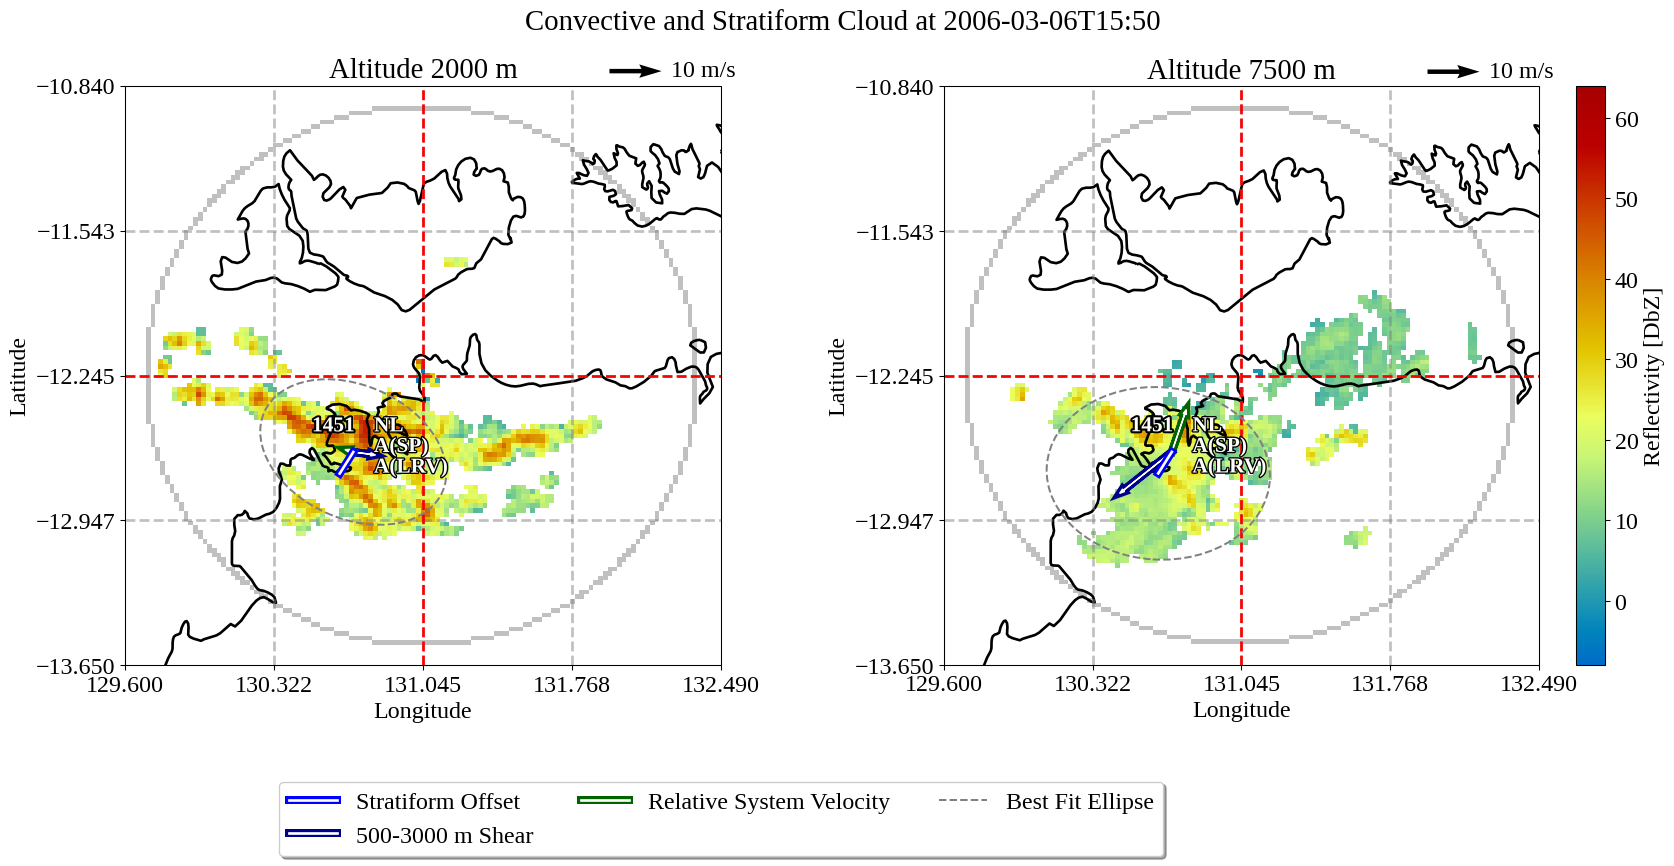 Convective and Stratiform Cloud at 2006-03-06T15:50
Altitude 2000 m
10 m/s
Altitude 7500 m
10 m/s
−10.840
−11.543
−12.245
−12.947
−13.650
Latitude
129.600
130.322
131.045
131.768
132.490
Longitude
1451
NL
A(SP)
A(LRV)
−10.840
−11.543
−12.245
−12.947
−13.650
Latitude
129.600
130.322
131.045
131.768
132.490
Longitude
1451
NL
A(SP)
A(LRV)
60
50
40
30
20
10
0
Reflectivity [DbZ]
Stratiform Offset
500-3000 m Shear
Relative System Velocity
Best Fit Ellipse